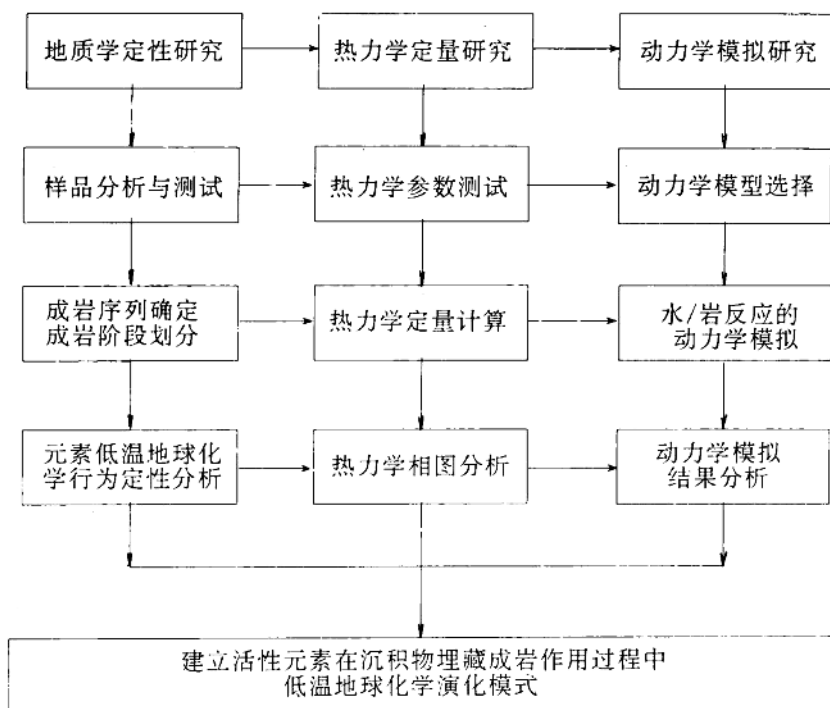 地质学定性研究
热力学定量研究
动力学模拟研究
样品分析与测试
热力学参数测试
动力学模型选择
成岩序列确定
成岩阶段划分
热力学定量计算
水/岩反应的
动力学模拟
元素低温地球化
学行为定性分析
热力学相图分析
动力学模拟
结果分析
建立活性元素在沉积物埋藏成岩作用过程中
低温地球化学演化模式